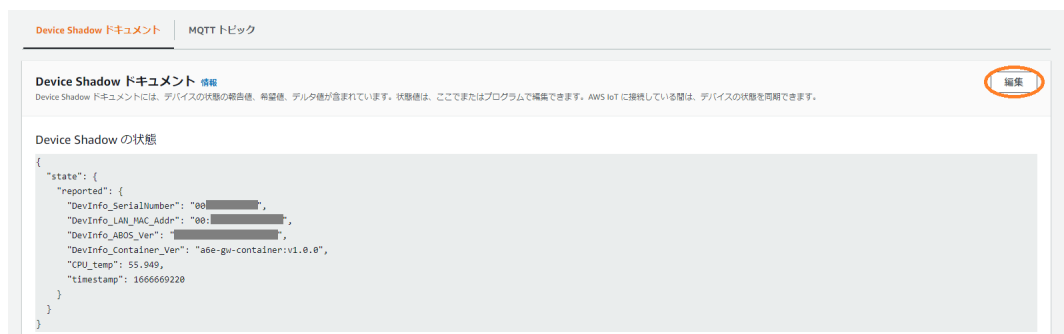 Device Shadow ドキュメント MQTT トピック
Device Shadow ドキュメント 情報 編集
Device Shadow ドキュメントには、デバイスの状態の報告値、希望値、デルタ値が含まれています。状態値は、ここでまたはプログラムで編集できます。AWS IoT に接続している間は、デバイスの状態を同期できます。
Device Shadow の状態
{
"state": {
"reported": {
"DevInfo_SerialNumber": "00",
"DevInfo_LAN_MAC_Addr": "00:",
"DevInfo_ABOS_Ver": "",
"DevInfo_Container_Ver": "a6e-gw-container:v1.0.0",
"CPU_temp": 55.949,
"timestamp": 1666669220
}
}
}